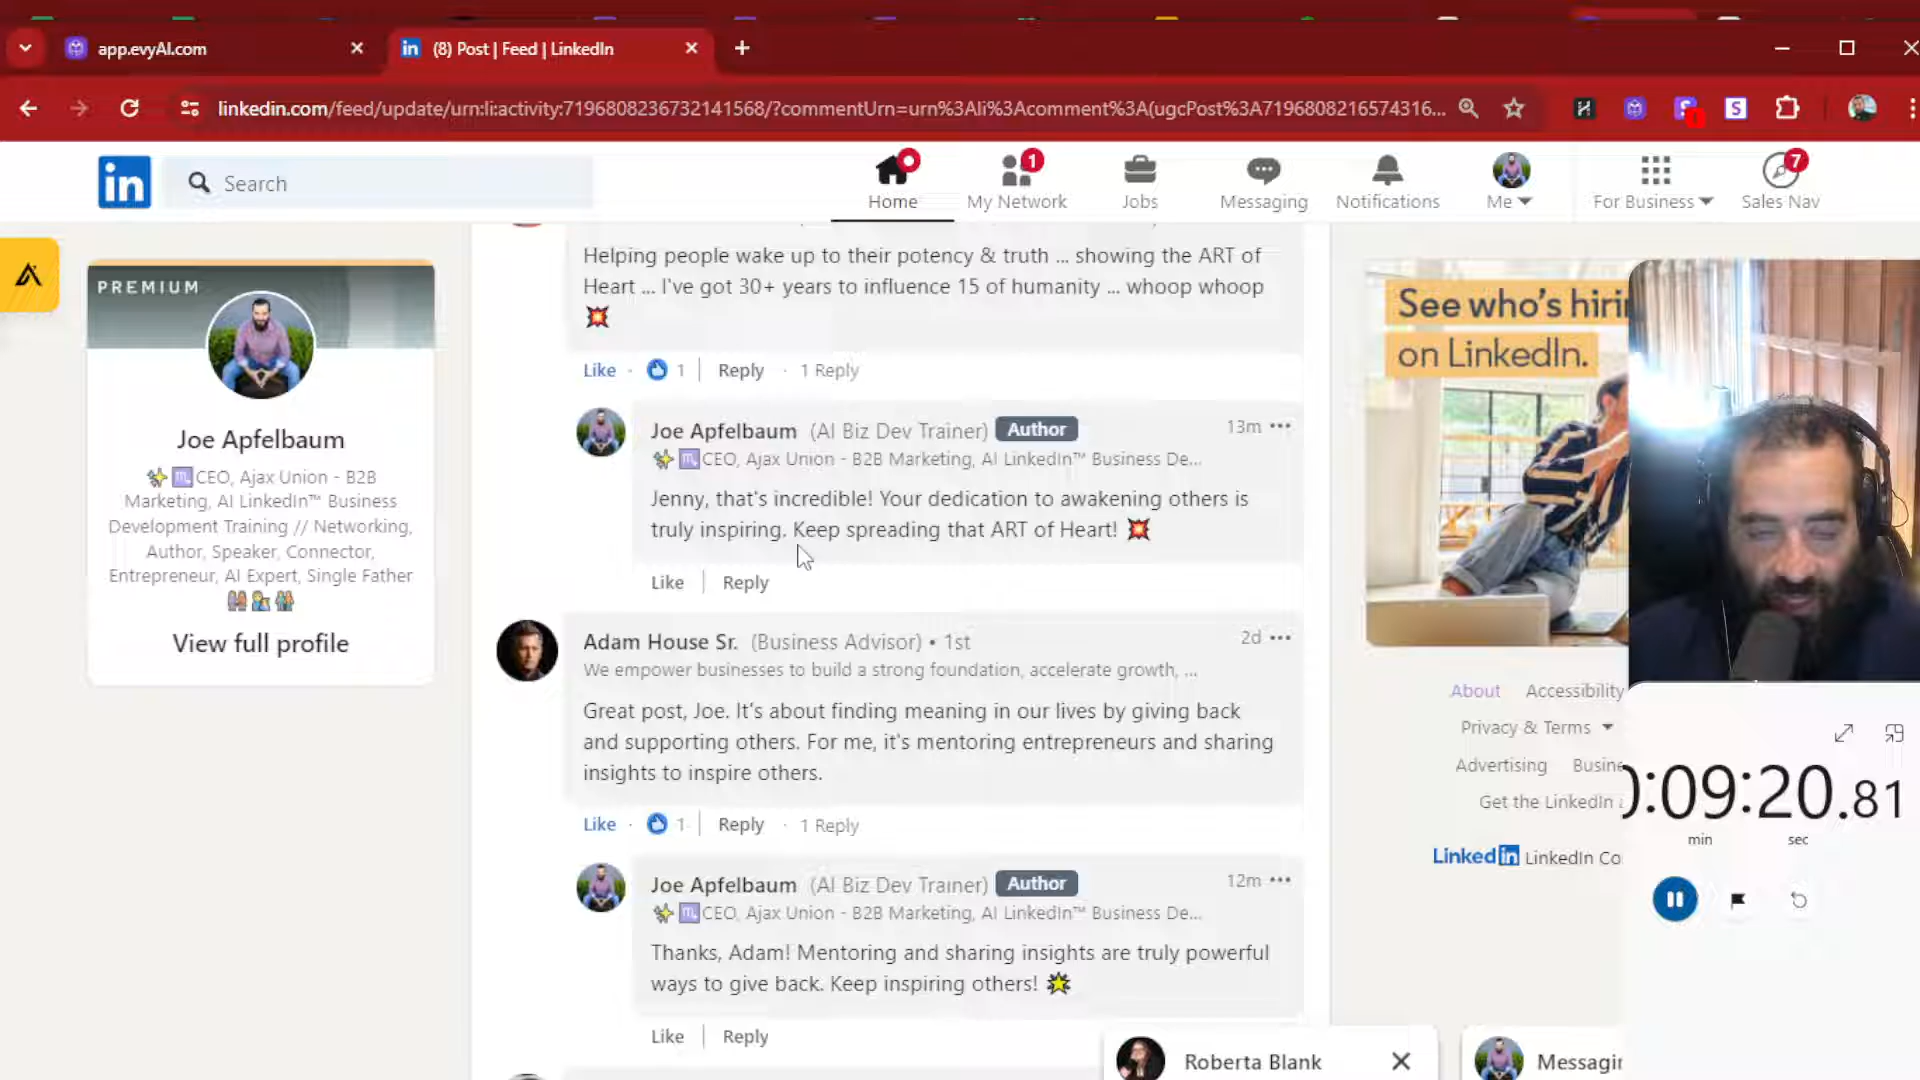 app.evyAI.com
(8) Post | Feed | LinkedIn
linkedin.com/feed/update/urn:li:activity:7196808236732141568/?commentUrn=urn%3Ali%3Acomment%3A(ugcPost%3A7196808216574316...
in
Search
Home
1
My Network
Jobs
Messaging
Notifications
Me
For Business
7
Sales Nav
PREMIUM
Joe Apfelbaum
CEO, Ajax Union - B2B
Marketing, AI LinkedIn™ Business
Development Training // Networking,
Author, Speaker, Connector,
Entrepreneur, AI Expert, Single Father
View full profile
Helping people wake up to their potency & truth ... showing the ART of
Heart ... I've got 30+ years to influence 15 of humanity ... whoop whoop
💥
Like · 1 | Reply · 1 Reply
Joe Apfelbaum (AI Biz Dev Trainer) Author 13m ···
CEO, Ajax Union - B2B Marketing, AI LinkedIn™ Business De...
Jenny, that's incredible! Your dedication to awakening others is
truly inspiring. Keep spreading that ART of Heart! 💥
Like | Reply
Adam House Sr. (Business Advisor) • 1st 2d ···
We empower businesses to build a strong foundation, accelerate growth, ...
Great post, Joe. It's about finding meaning in our lives by giving back
and supporting others. For me, it's mentoring entrepreneurs and sharing
insights to inspire others.
Like · 1 | Reply · 1 Reply
Joe Apfelbaum (AI Biz Dev Trainer) Author 12m ···
CEO, Ajax Union - B2B Marketing, AI LinkedIn™ Business De...
Thanks, Adam! Mentoring and sharing insights are truly powerful
ways to give back. Keep inspiring others! 🌟
Like | Reply
See who's hiri
on LinkedIn.
About Accessibility
Privacy & Terms
Advertising Busine
Get the LinkedIn
LinkedIn LinkedIn Co
:09:20.81
min sec
Roberta Blank
Messagin